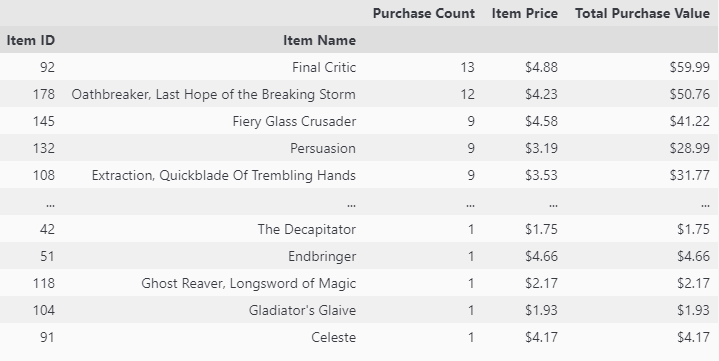 Purchase Count Item Price Total Purchase Value
Item ID Item Name
92 Final Critic 13 $4.88 $59.99
178 Oathbreaker, Last Hope of the Breaking Storm 12 $4.23 $50.76
145 Fiery Glass Crusader 9 $4.58 $41.22
132 Persuasion 9 $3.19 $28.99
108 Extraction, Quickblade Of Trembling Hands 9 $3.53 $31.77
... ... ... ... ...
42 The Decapitator 1 $1.75 $1.75
51 Endbringer 1 $4.66 $4.66
118 Ghost Reaver, Longsword of Magic 1 $2.17 $2.17
104 Gladiator's Glaive 1 $1.93 $1.93
91 Celeste 1 $4.17 $4.17